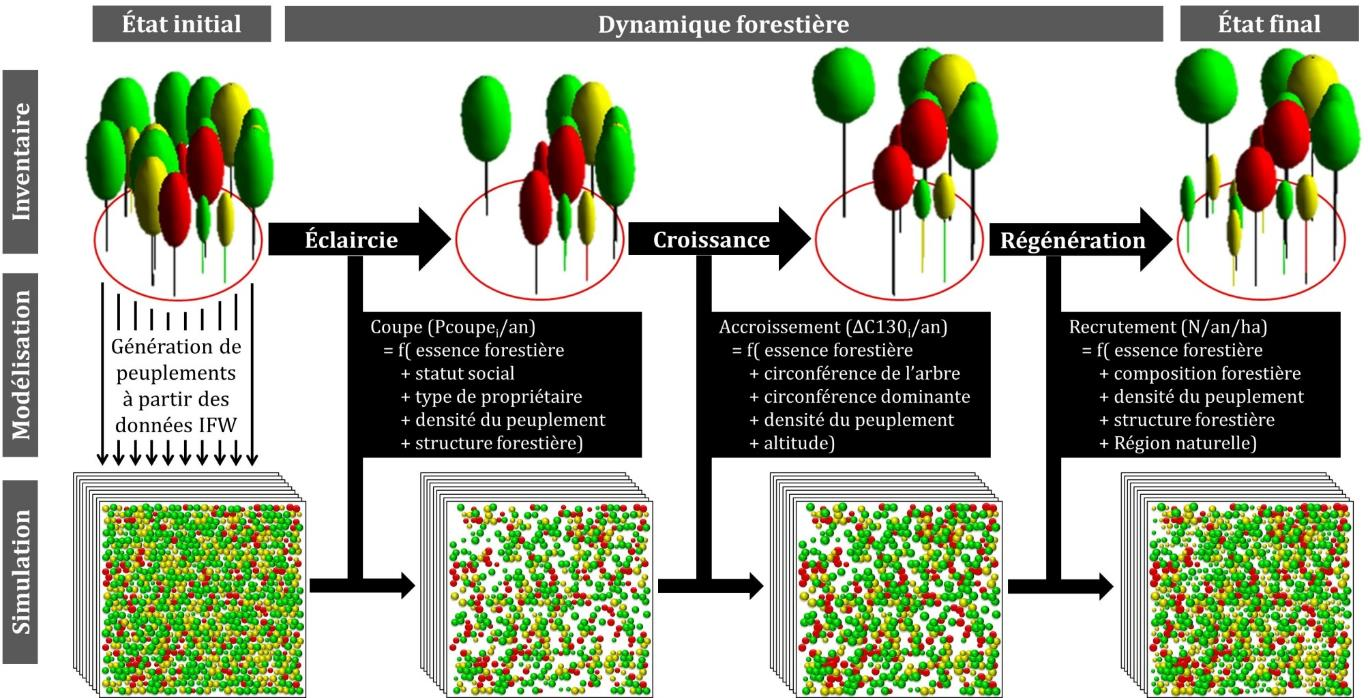 État initial
Dynamique forestière
État final
Inventaire
Éclaircie
Croissance
Régénération
Modélisation
Génération de
peuplements
à partir des
données IFW
Coupe (Pcoupeᵢ/an)
= f( essence forestière
+ statut social
+ type de propriétaire
+ densité du peuplement
+ structure forestière)
Accroissement (ΔC130ᵢ/an)
= f( essence forestière
+ circonférence de l'arbre
+ circonférence dominante
+ densité du peuplement
+ altitude)
Recrutement (N/an/ha)
= f( essence forestière
+ composition forestière
+ densité du peuplement
+ structure forestière
+ Région naturelle)
Simulation